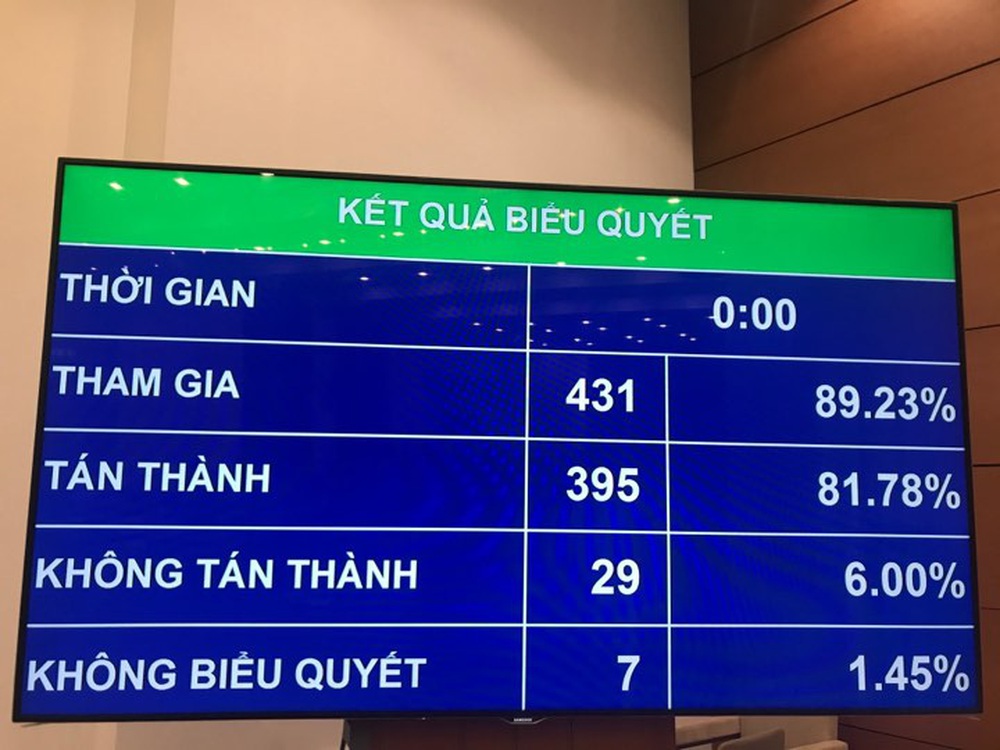 KẾT QUẢ BIỂU QUYẾT
THỜI GIAN 0:00
THAM GIA 431 89.23%
TÁN THÀNH 395 81.78%
KHÔNG TÁN THÀNH 29 6.00%
KHÔNG BIỂU QUYẾT 7 1.45%
SAMSUNG